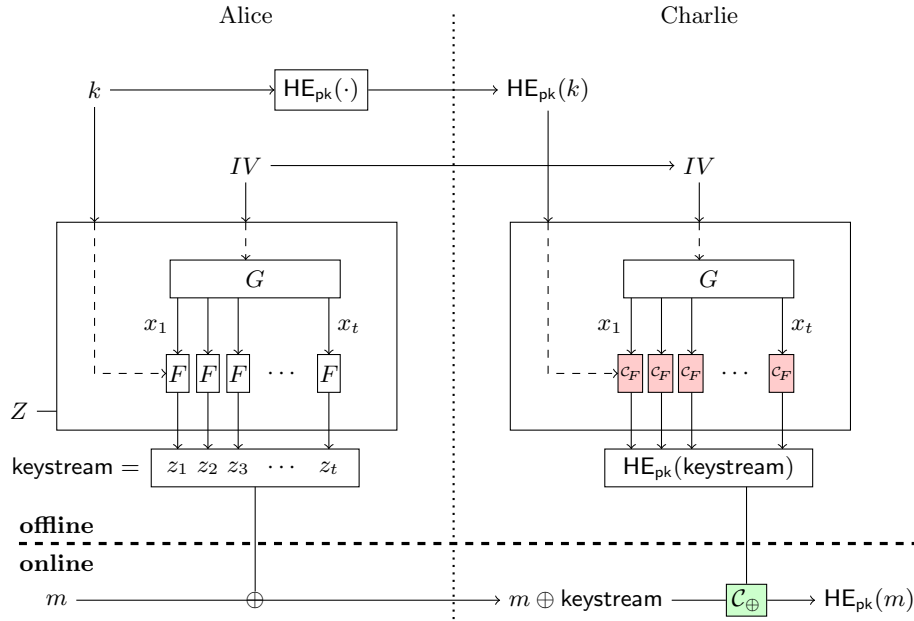 Alice Charlie
k HE_pk(·) HE_pk(k)
IV IV
G G
x_1 x_t x_1 x_t
F F F ⋯ F C_F C_F C_F ⋯ C_F
Z
keystream = z_1 z_2 z_3 ⋯ z_t HE_pk(keystream)
offline
online
m ⊕ m ⊕ keystream C_⊕ HE_pk(m)